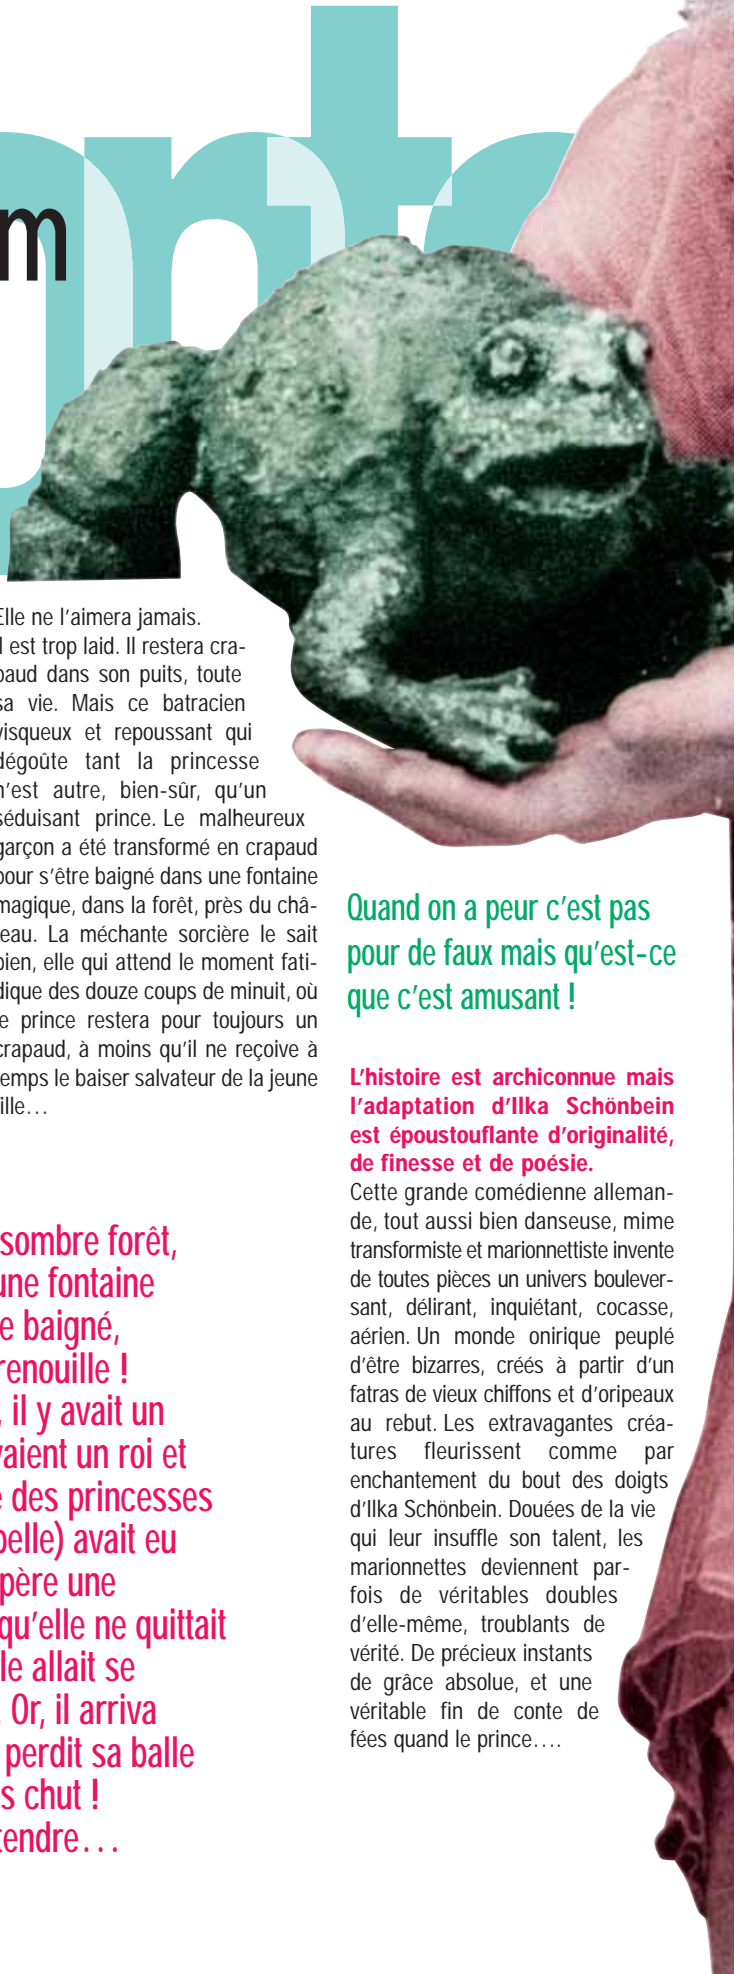 m
Elle ne l'aimera jamais.
l est trop laid. Il restera cra-
paud dans son puits, toute
sa vie. Mais ce batracien
visqueux et repoussant qui
dégoûte tant la princesse
n'est autre, bien-sûr, qu'un
séduisant prince. Le malheureux
garçon a été transformé en crapaud
pour s'être baigné dans une fontaine
magique, dans la forêt, près du châ-
eau. La méchante sorcière le sait
bien, elle qui attend le moment fati-
dique des douze coups de minuit, où
e prince restera pour toujours un
crapaud, à moins qu'il ne reçoive à
emps le baiser salvateur de la jeune
ille…
sombre forêt,
une fontaine
e baigné,
renouille !
, il y avait un
vaient un roi et
e des princesses
belle) avait eu
père une
qu'elle ne quittait
le allait se
. Or, il arriva
perdit sa balle
s chut !
tendre…
Quand on a peur c'est pas
pour de faux mais qu'est-ce
que c'est amusant !
L'histoire est archiconnue mais
l'adaptation d'Ilka Schönbein
est époustouflante d'originalité,
de finesse et de poésie.
Cette grande comédienne alleman-
de, tout aussi bien danseuse, mime
transformiste et marionnettiste invente
de toutes pièces un univers boulever-
sant, délirant, inquiétant, cocasse,
aérien. Un monde onirique peuplé
d'être bizarres, créés à partir d'un
fatras de vieux chiffons et d'oripeaux
au rebut. Les extravagantes créa-
tures fleurissent comme par
enchantement du bout des doigts
d'Ilka Schönbein. Douées de la vie
qui leur insuffle son talent, les
marionnettes deviennent par-
fois de véritables doubles
d'elle-même, troublants de
vérité. De précieux instants
de grâce absolue, et une
véritable fin de conte de
fées quand le prince….